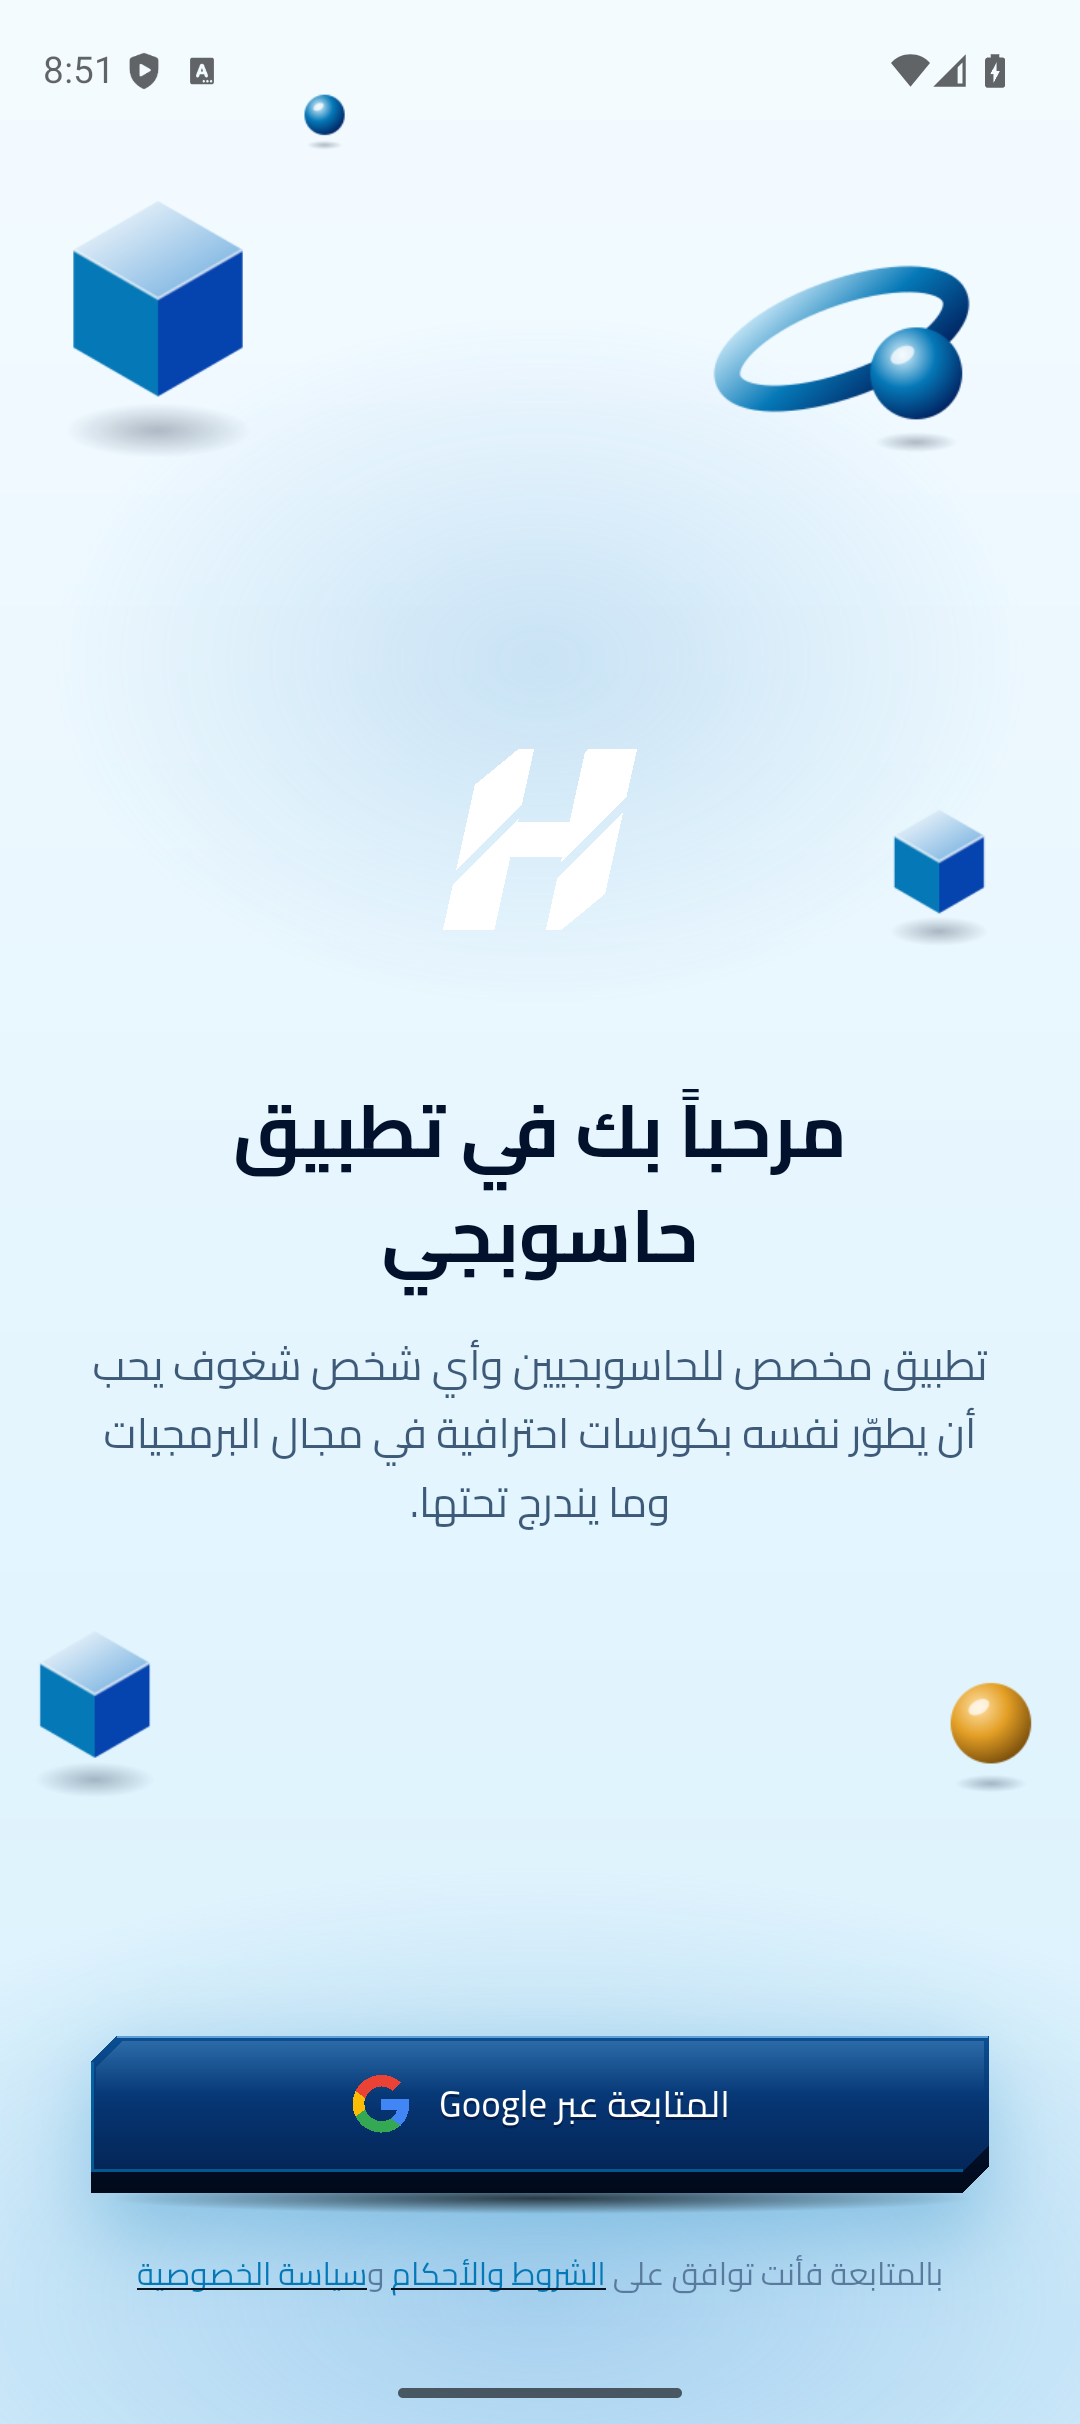 8:51
A
H
مرحباً بك في تطبيق
حاسوبجي
تطبيق مخصص للحاسوبجيين وأي شخص شغوف يحب
أن يطوّر نفسه بكورسات احترافية في مجال البرمجيات
وما يندرج تحتها.
المتابعة عبر Google
بالمتابعة فأنت توافق على الشروط والأحكام وسياسة الخصوصية